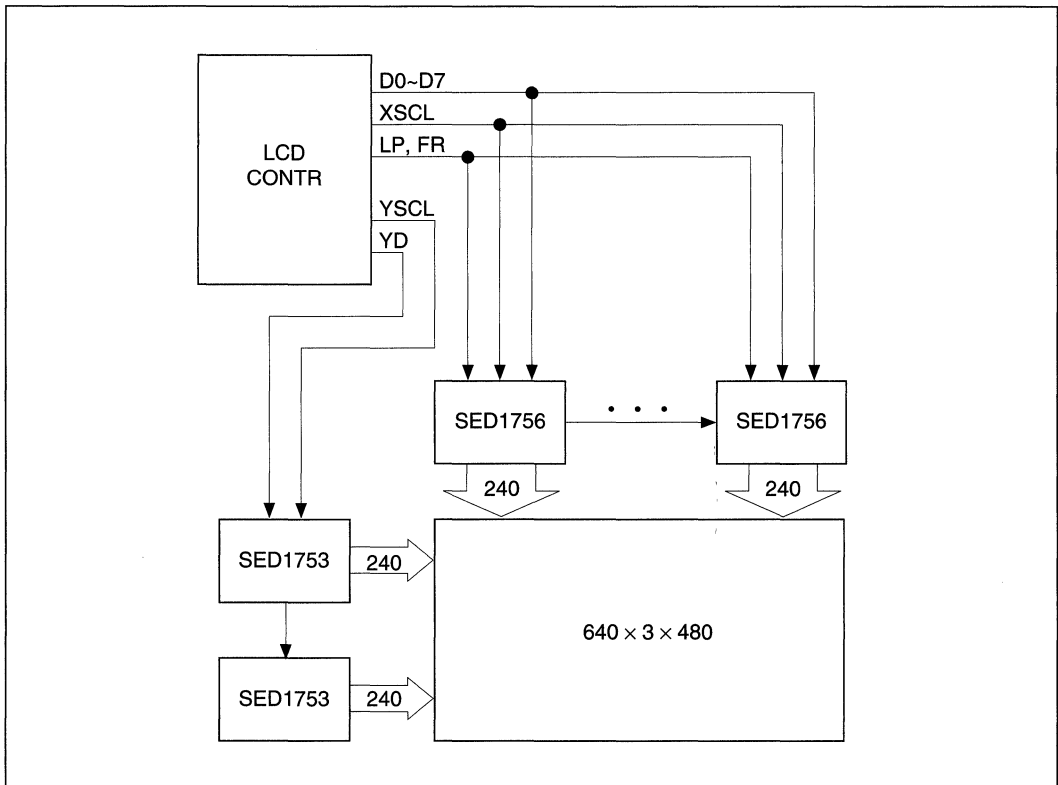 D0~D7
XSCL
LP, FR
LCD
CONTR
YSCL
YD
SED1756
• • •
SED1756
240
240
SED1753
240
640 × 3 × 480
SED1753
240